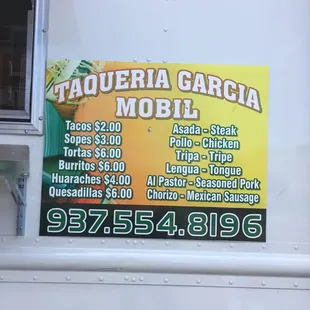 TAQUERIA GARCIA
MOBIL
Tacos $2.00
Sopes $3.00
Tortas $6.00
Burritos $6.00
Huaraches $4.00
Quesadillas $6.00
Asada - Steak
Pollo - Chicken
Tripa - Tripe
Lengua - Tongue
Al Pastor - Seasoned Pork
Chorizo - Mexican Sausage
937.554.8196